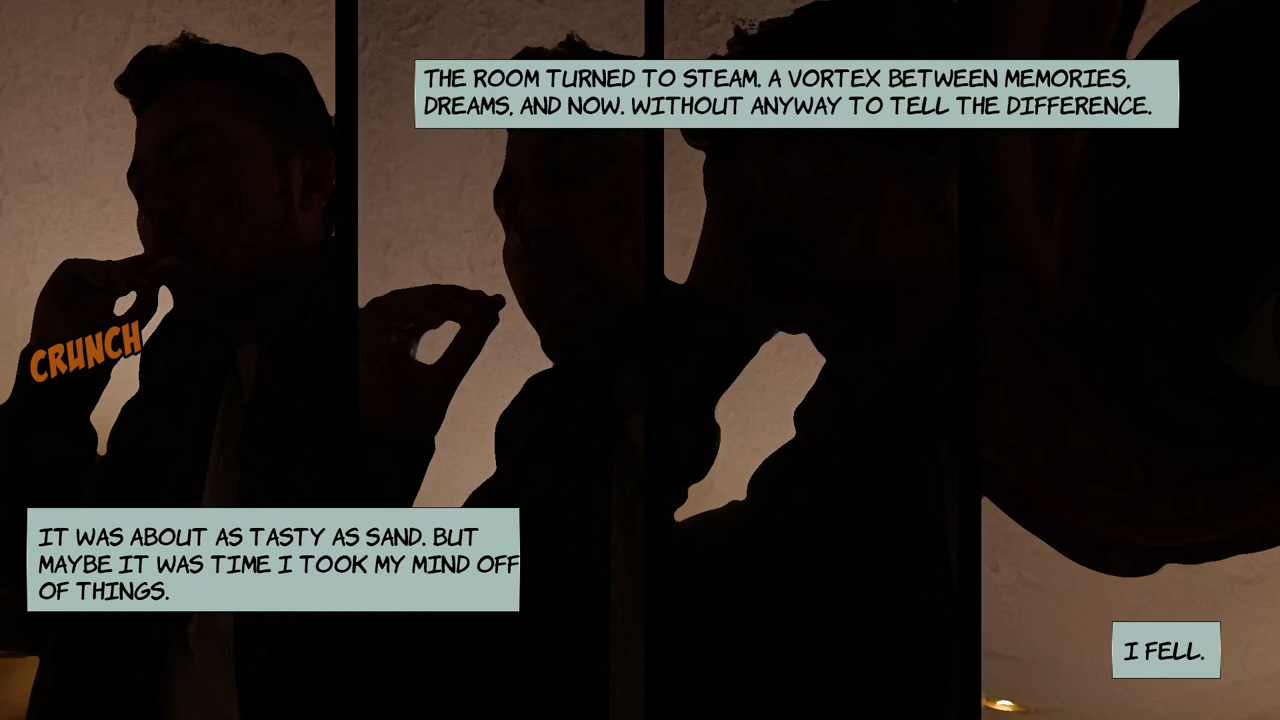 CRUNCH
IT WAS ABOUT AS TASTY AS SAND. BUT
MAYBE IT WAS TIME I TOOK MY MIND OFF
OF THINGS.
THE ROOM TURNED TO STEAM. A VORTEX BETWEEN MEMORIES,
DREAMS, AND NOW. WITHOUT ANYWAY TO TELL THE DIFFERENCE.
I FELL.